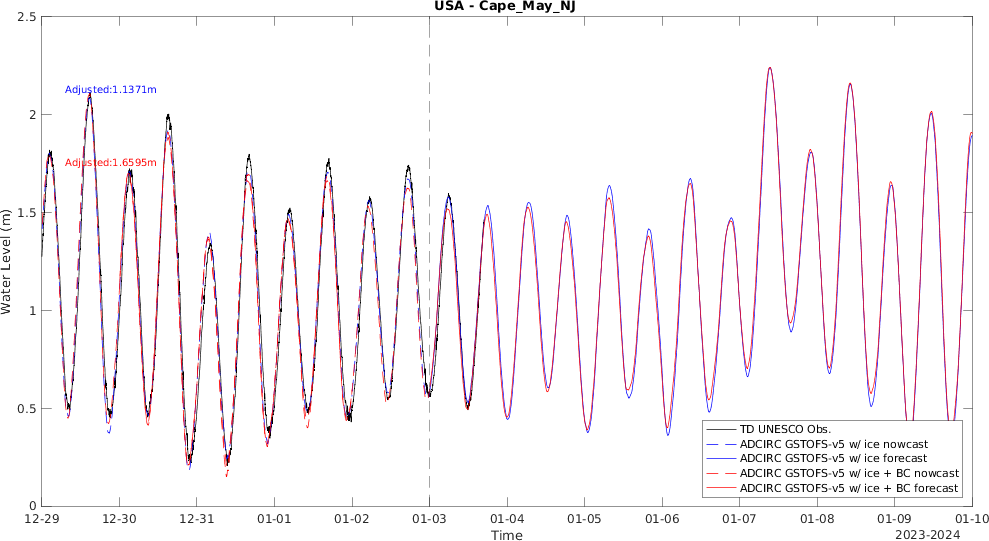 USA - Cape_May_NJ
2.5
2
1.5
1
0.5
0
Water Level (m)
Adjusted:1.1371m
Adjusted:1.6595m
TD UNESCO Obs.
ADCIRC GSTOFS-v5 w/ ice nowcast
ADCIRC GSTOFS-v5 w/ ice forecast
ADCIRC GSTOFS-v5 w/ ice + BC nowcast
ADCIRC GSTOFS-v5 w/ ice + BC forecast
12-29 12-30 12-31 01-01 01-02 01-03 01-04 01-05 01-06 01-07 01-08 01-09 01-10
Time
2023-2024